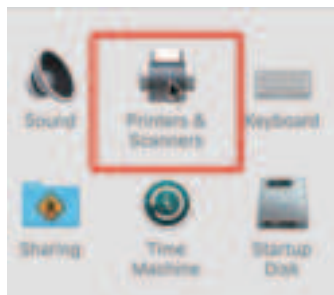 Sound
Printers &
Scanners
Keyboard
Sharing
Time
Machine
Startup
Disk